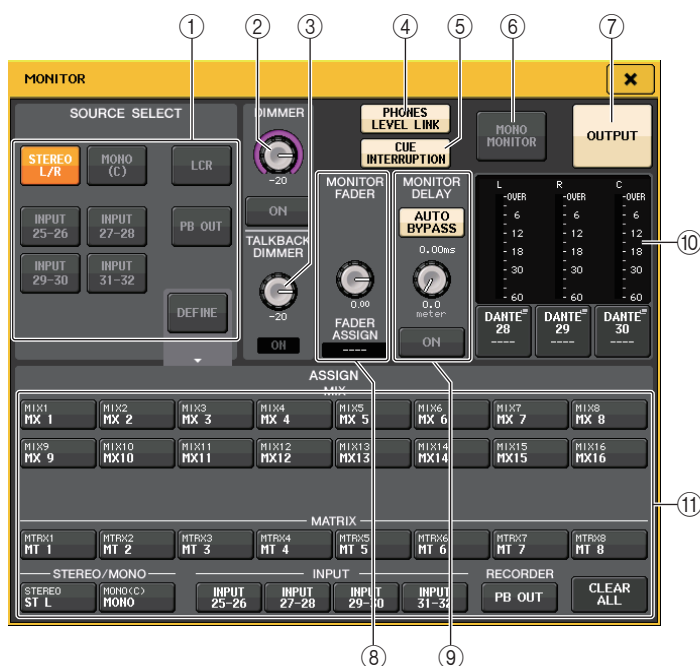 ① ② ③ ④ ⑤ ⑥ ⑦
MONITOR
SOURCE SELECT
STEREO L/R
MONO (C)
LCR
INPUT 25-26
INPUT 27-28
PB OUT
INPUT 29-30
INPUT 31-32
DEFINE
DIMMER
-20
ON
TALKBACK DIMMER
-20
ON
PHONES LEVEL LINK
CUE INTERRUPTION
MONITOR FADER
0.00
FADER ASSIGN
----
MONITOR DELAY
AUTO BYPASS
0.00ms
0.0
meter
ON
MONO MONITOR
OUTPUT
L R C
-OVER -OVER -OVER
- 6 - 6 - 6
- 12 - 12 - 12
- 18 - 18 - 18
- 30 - 30 - 30
- 60 - 60 - 60
⑩
DANTE 28 ----
DANTE 29 ----
DANTE 30 ----
⑧ ⑨
ASSIGN
MIX
MIX1 MIX2 MIX3 MIX4 MIX5 MIX6 MIX7 MIX8
MX 1 MX 2 MX 3 MX 4 MX 5 MX 6 MX 7 MX 8
MIX9 MIX10 MIX11 MIX12 MIX13 MIX14 MIX15 MIX16
MX 9 MX10 MX11 MX12 MX13 MX14 MX15 MX16
⑪
MATRIX
MTRX1 MTRX2 MTRX3 MTRX4 MTRX5 MTRX6 MTRX7 MTRX8
MT 1 MT 2 MT 3 MT 4 MT 5 MT 6 MT 7 MT 8
STEREO/MONO INPUT RECORDER
STEREO ST L
MONO(C) MONO
INPUT 25-26
INPUT 27-28
INPUT 29-30
INPUT 31-32
PB OUT
CLEAR ALL